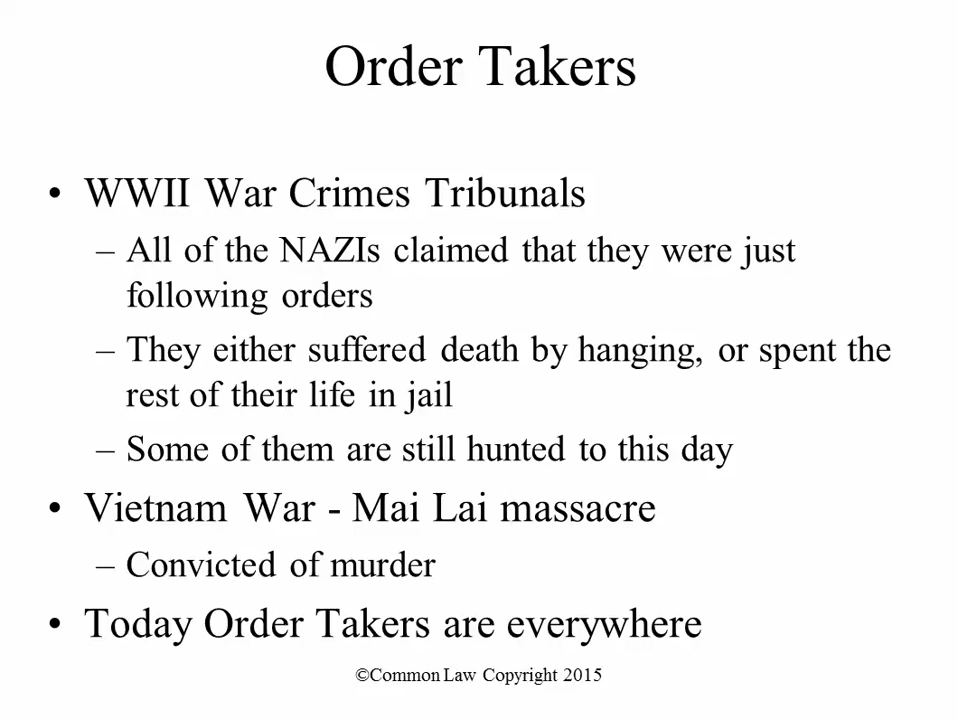 Order Takers
• WWII War Crimes Tribunals
– All of the NAZIs claimed that they were just
following orders
– They either suffered death by hanging, or spent the
rest of their life in jail
– Some of them are still hunted to this day
• Vietnam War - Mai Lai massacre
– Convicted of murder
• Today Order Takers are everywhere
©Common Law Copyright 2015